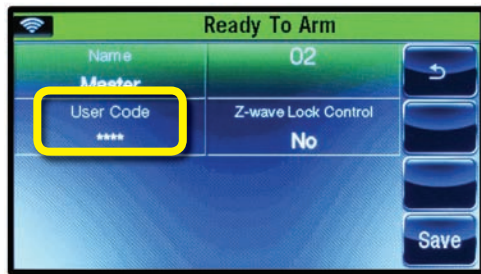 Ready To Arm
Name
02
Master
User Code
Z-wave Lock Control
****
No
Save